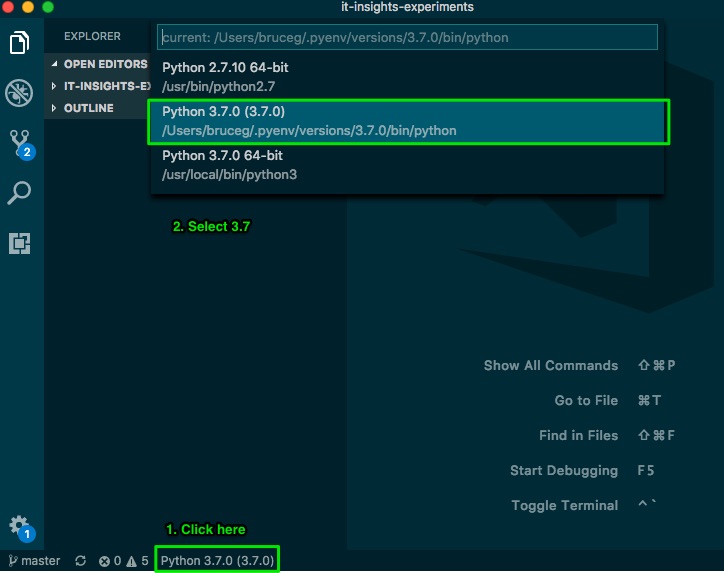 it-insights-experiments
current: /Users/bruceg/.pyenv/versions/3.7.0/bin/python
EXPLORER
OPEN EDITORS
IT-INSIGHTS-EX
OUTLINE
Python 2.7.10 64-bit
/usr/bin/python2.7
Python 3.7.0 (3.7.0)
/Users/bruceg/.pyenv/versions/3.7.0/bin/python
Python 3.7.0 64-bit
/usr/local/bin/python3
2
2. Select 3.7
Show All Commands ⇧⌘P
Go to File ⌘T
Find in Files ⇧⌘F
Start Debugging F5
Toggle Terminal ^`
1
1. Click here
master 0 5 Python 3.7.0 (3.7.0)